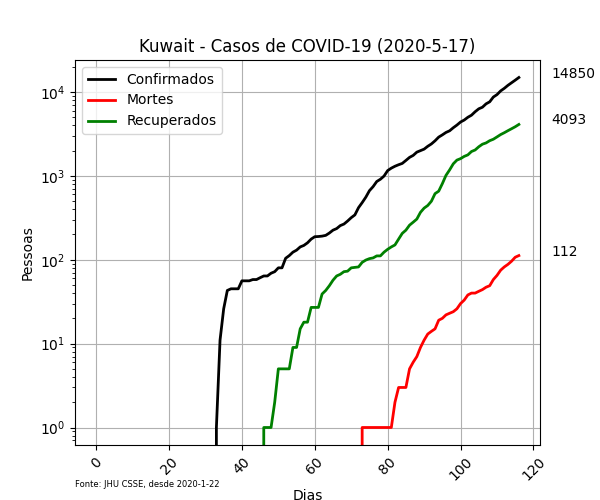 Kuwait - Casos de COVID-19 (2020-5-17)
Confirmados
Mortes
Recuperados
14850
4093
112
Pessoas
10⁴
10³
10²
10¹
10⁰
0 20 40 60 80 100 120
Fonte: JHU CSSE, desde 2020-1-22
Dias